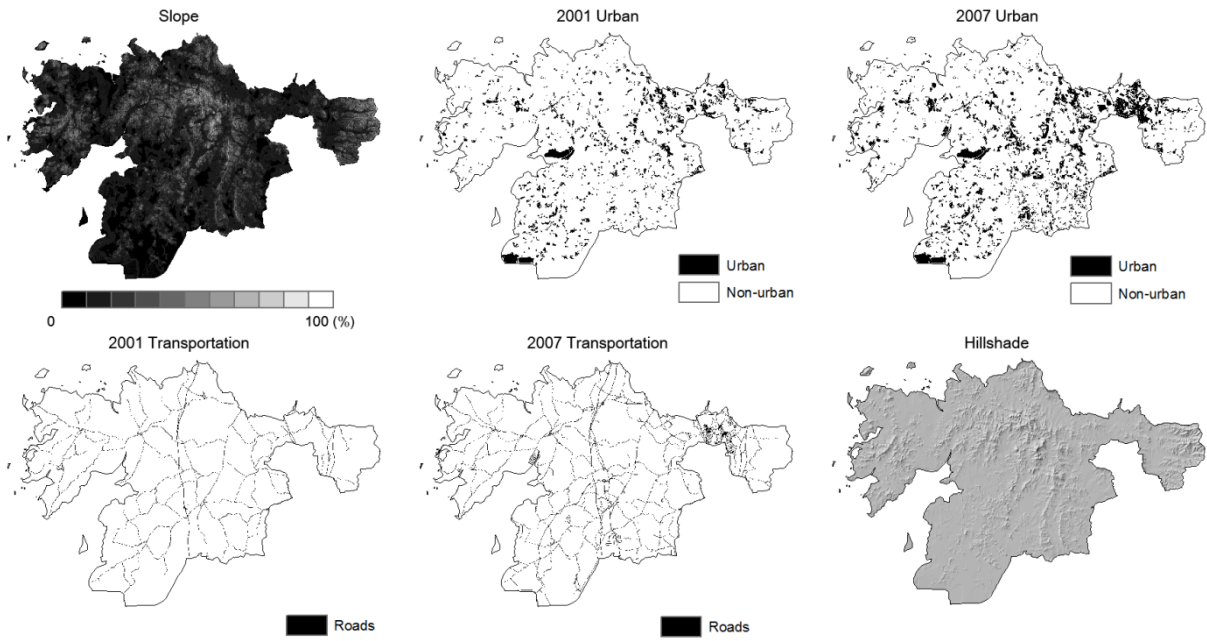 Slope
2001 Urban
2007 Urban
Urban
Non-urban
Urban
Non-urban
0
100 (%)
2001 Transportation
2007 Transportation
Hillshade
Roads
Roads